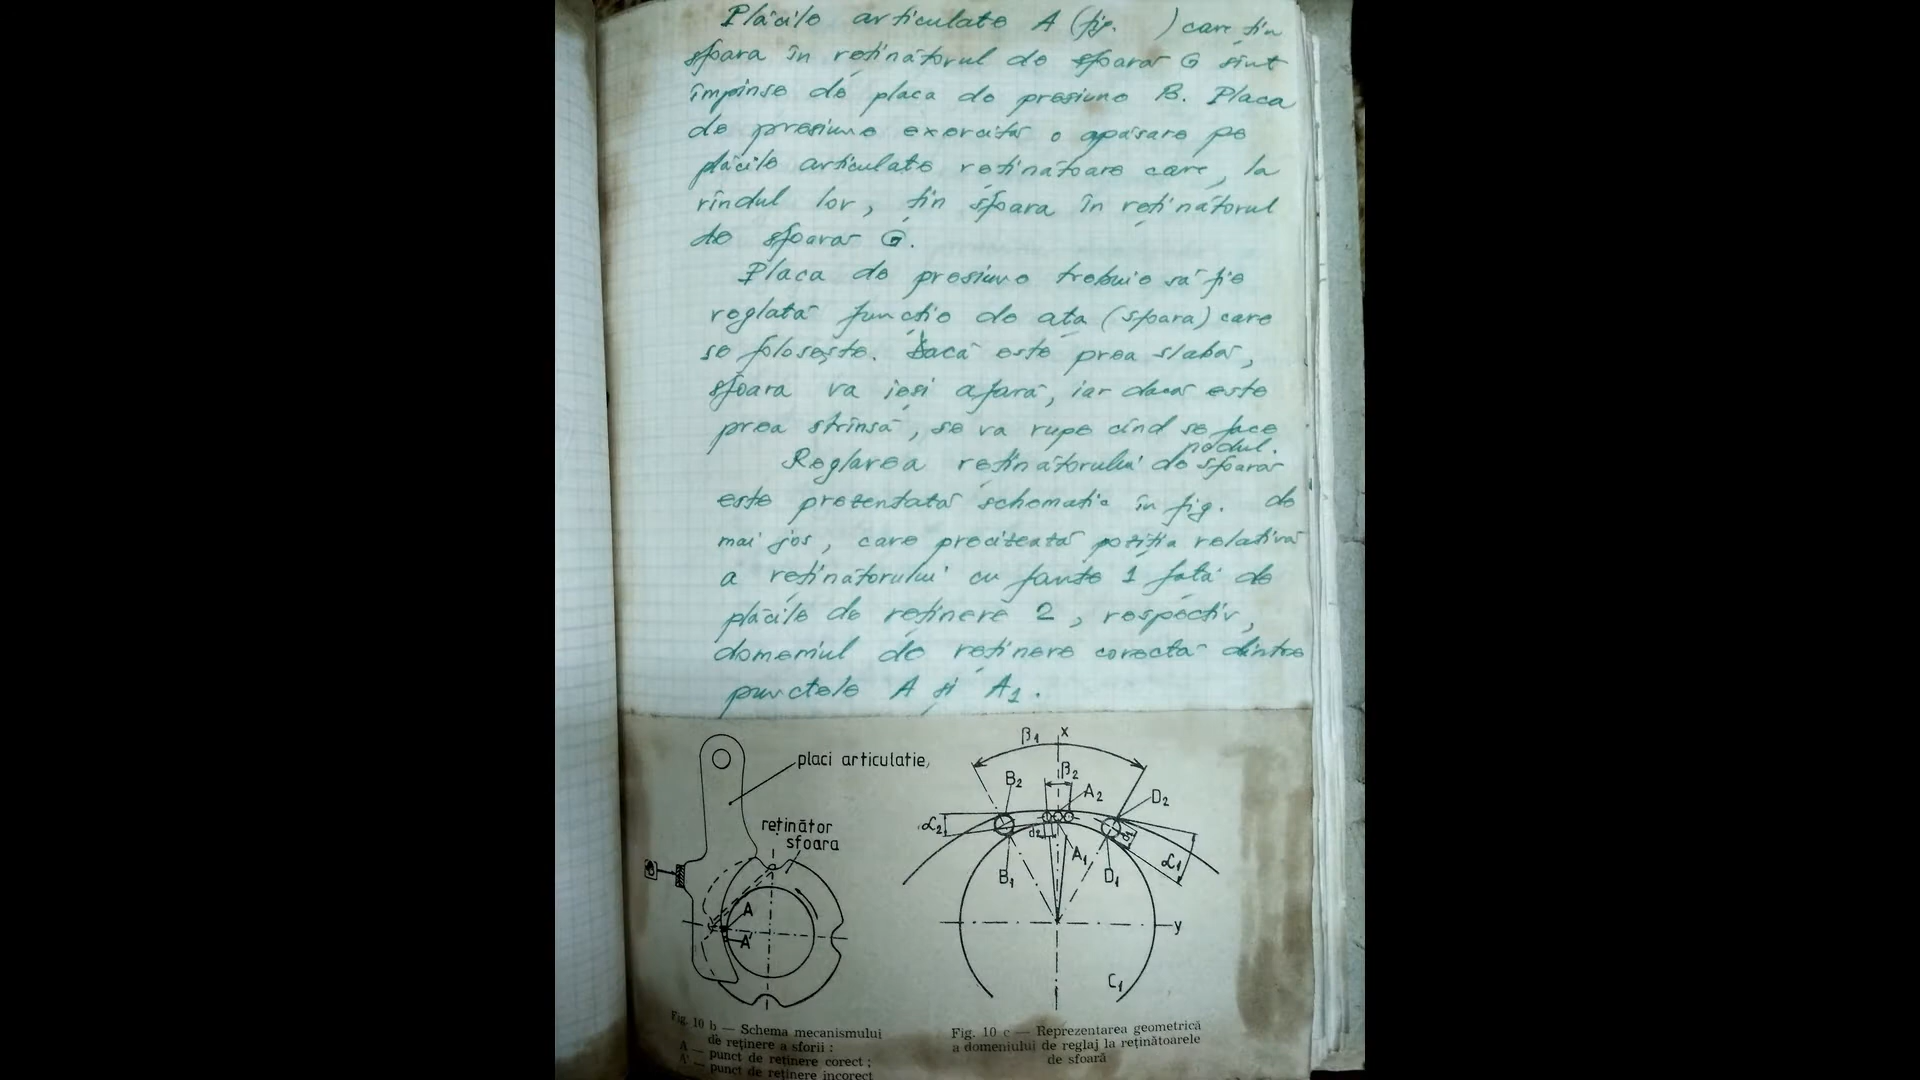 Plăcile articulate A (fig.    ) care țin
sfoara în reținătorul de sfoară G sînt
împinse de placa de presiune B. Placa
de presiune exercită o apăsare pe
plăcile articulate reținătoare care, la
rîndul lor, țin sfoara în reținătorul
de sfoară G.
Placa de presiune trebuie să fie
reglată funcție de ața (sfoara) care
se folosește. Dacă este prea slabă,
sfoara va ieși afară, iar dacă este
prea strînsă, se va rupe cînd se face
nodul.
Reglarea reținătorului de sfoară
este prezentată schematic în fig.    de
mai jos, care precizează poziția relativă
a reținătorului cu fante 1 față de
plăcile de reținere 2, respectiv,
domeniul de reținere corectă dintre
punctele A și A1.
placi articulatie,
reținător
sfoara
A
A'
β1
x
β2
B2
A2
D2
α2
d2
d1
A1
α1
B1
D1
y
C1
Fig. 10 b — Schema mecanismului
de reținere a sforii :
A — punct de reținere corect ;
A' — punct de reținere incorect
Fig. 10 c — Reprezentarea geometrică
a domeniului de reglaj la reținătoarele
de sfoară